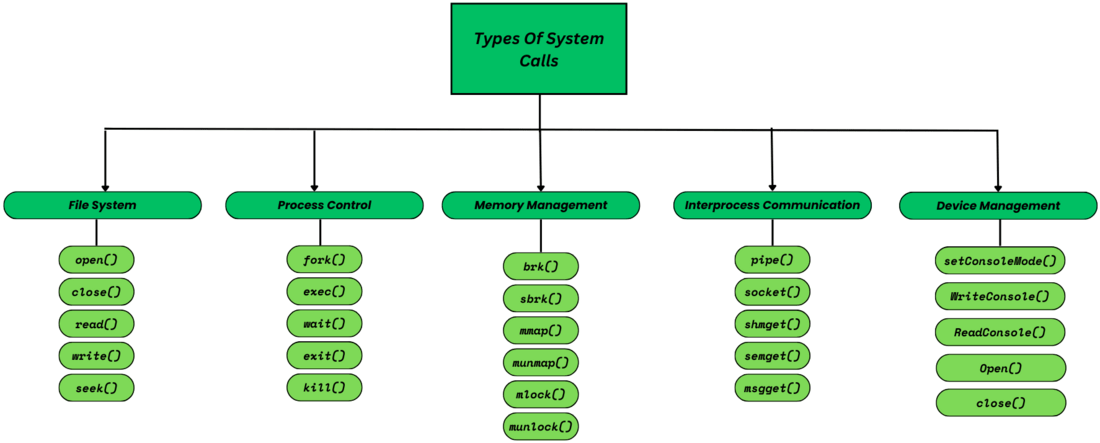 Types Of System
Calls
File System
Process Control
Memory Management
Interprocess Communication
Device Management
open()
close()
read()
write()
seek()
fork()
exec()
wait()
exit()
kill()
brk()
sbrk()
mmap()
munmap()
mlock()
munlock()
pipe()
socket()
shmget()
semget()
msgget()
setConsoleMode()
WriteConsole()
ReadConsole()
Open()
close()